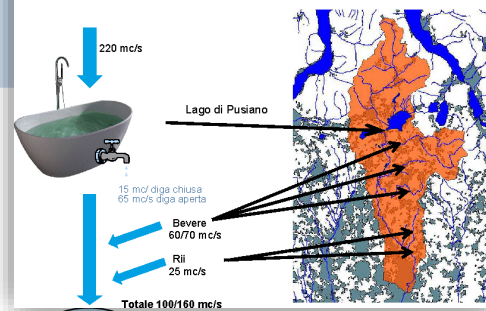 220 mc/s
Lago di Pusiano
15 mc/ diga chiusa
65 mc/s diga aperta
Bevere
60/70 mc/s
Rii
25 mc/s
Totale 100/160 mc/s